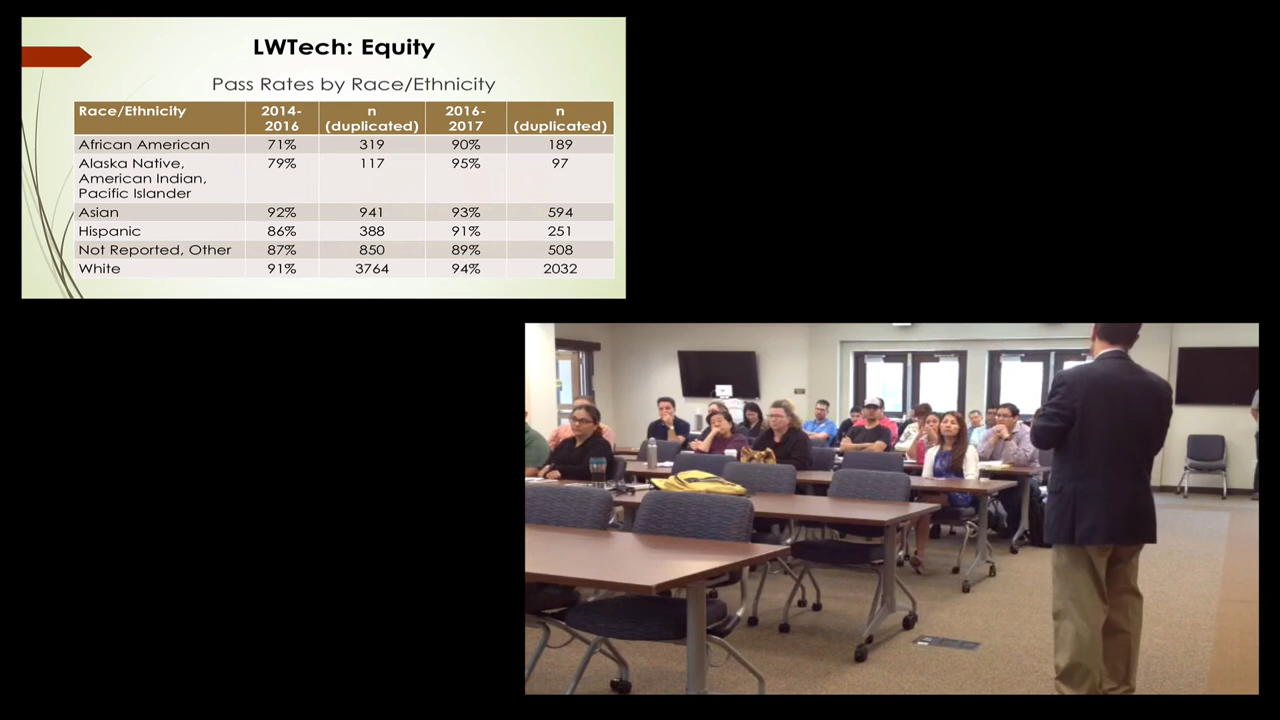 LWTech: Equity
Pass Rates by Race/Ethnicity
Race/Ethnicity 2014-2016 n (duplicated) 2016-2017 n (duplicated)
African American 71% 319 90% 189
Alaska Native, American Indian, Pacific Islander 79% 117 95% 97
Asian 92% 941 93% 594
Hispanic 86% 388 91% 251
Not Reported, Other 87% 850 89% 508
White 91% 3764 94% 2032